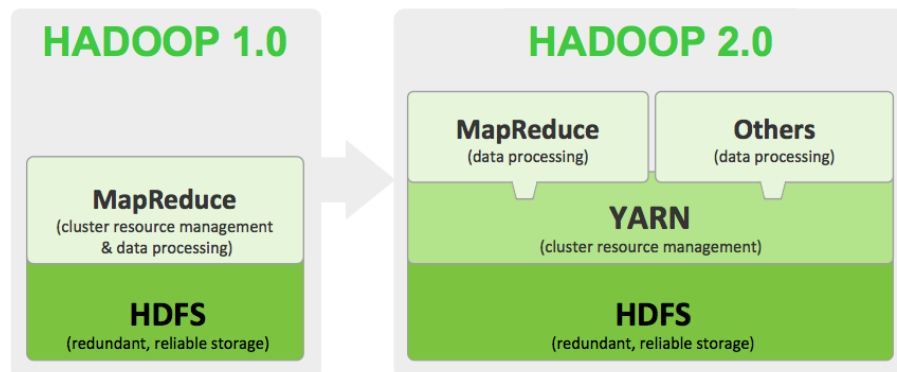 HADOOP 1.0
MapReduce
(cluster resource management
& data processing)
HDFS
(redundant, reliable storage)
HADOOP 2.0
MapReduce
(data processing)
Others
(data processing)
YARN
(cluster resource management)
HDFS
(redundant, reliable storage)